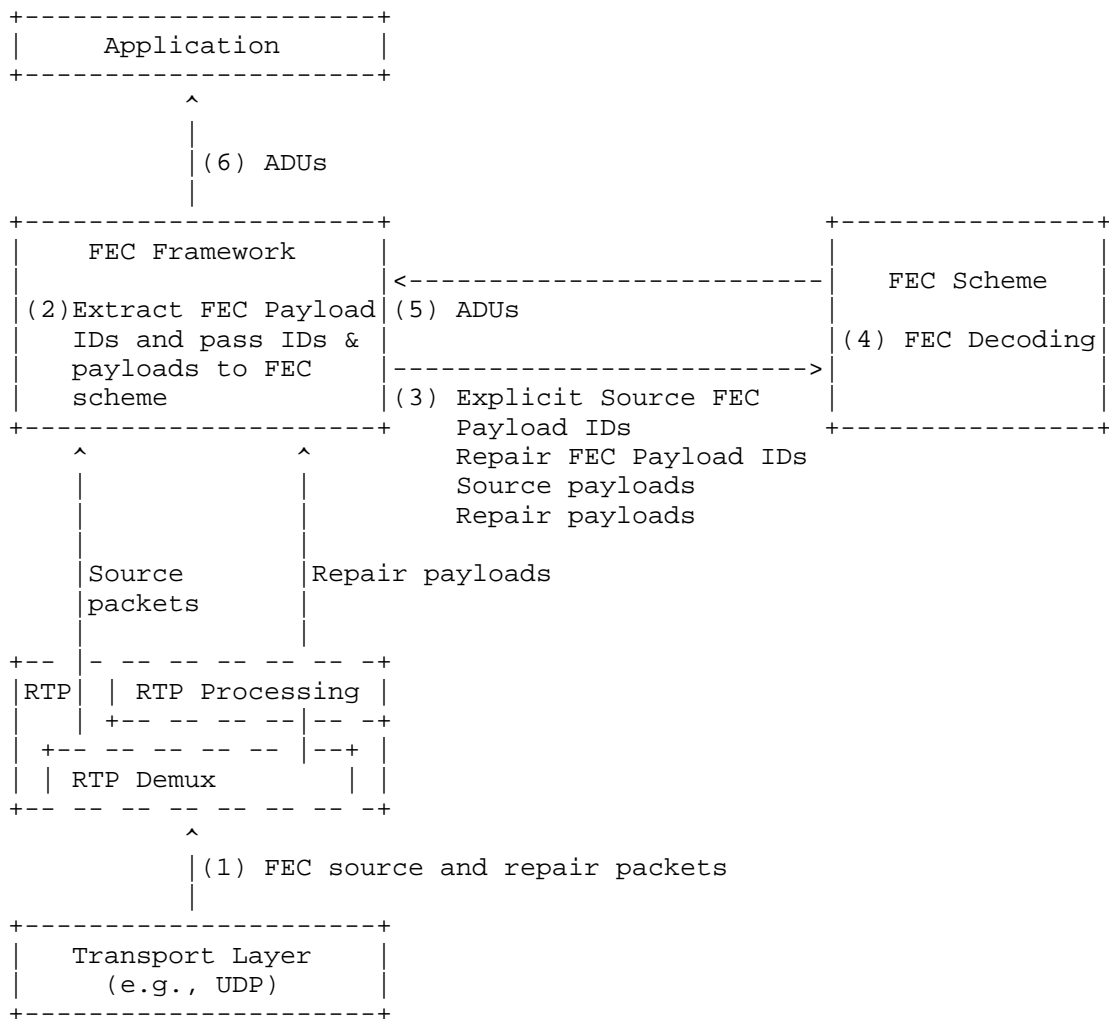 Application
(6) ADUs
FEC Framework
FEC Scheme
(2)Extract FEC Payload
(5) ADUs
IDs and pass IDs &
(4) FEC Decoding
payloads to FEC
scheme
(3) Explicit Source FEC
Payload IDs
Repair FEC Payload IDs
Source payloads
Repair payloads
Source
Repair payloads
packets
RTP
RTP Processing
RTP Demux
(1) FEC source and repair packets
Transport Layer
(e.g., UDP)